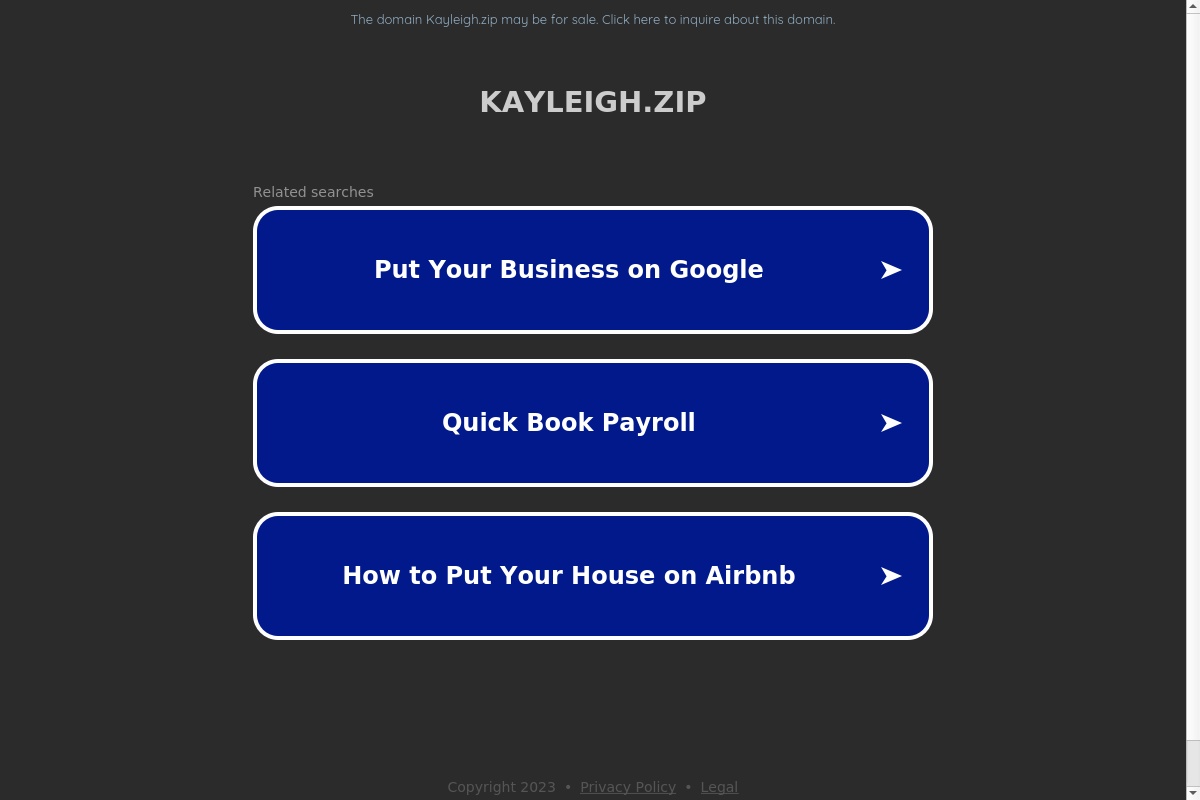 The domain Kayleigh.zip may be for sale. Click here to inquire about this domain.
KAYLEIGH.ZIP
Related searches
Put Your Business on Google
Quick Book Payroll
How to Put Your House on Airbnb
Copyright 2023 • Privacy Policy • Legal